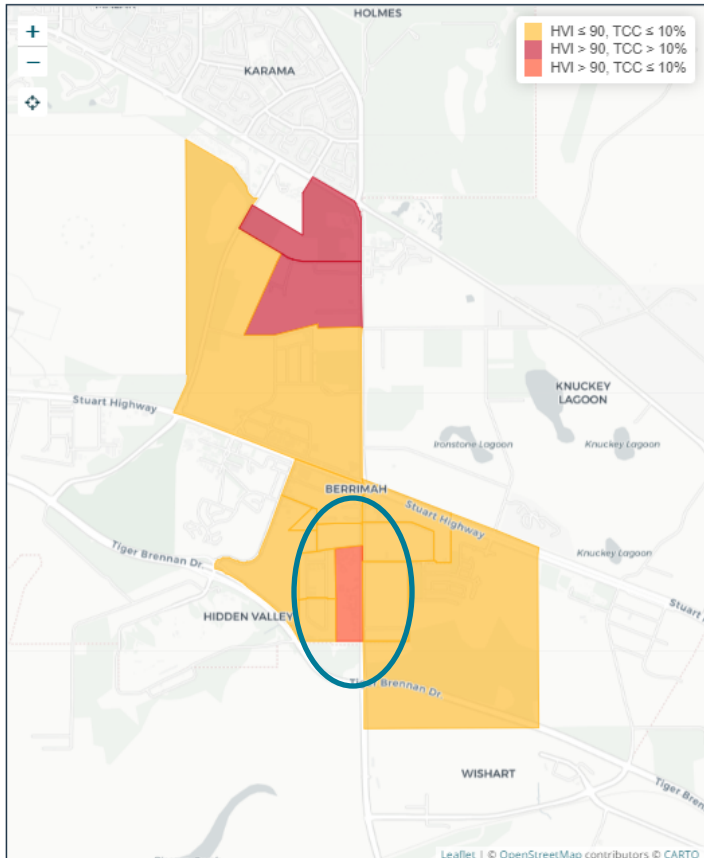 HOLMES
+
−
HVI ≤ 90, TCC ≤ 10%
HVI > 90, TCC > 10%
HVI > 90, TCC ≤ 10%
KARAMA
KNUCKEY
LAGOON
Stuart Highway
Ironstone Lagoon
Knuckey Lagoon
BERRIMAH
Stuart Highway
Tiger Brennan Dr.
Knuckey Lagoon
HIDDEN VALLEY
Stuart
Tiger Brennan Dr.
WISHART
Tiger Brennan
Leaflet | © OpenStreetMap contributors © CARTO